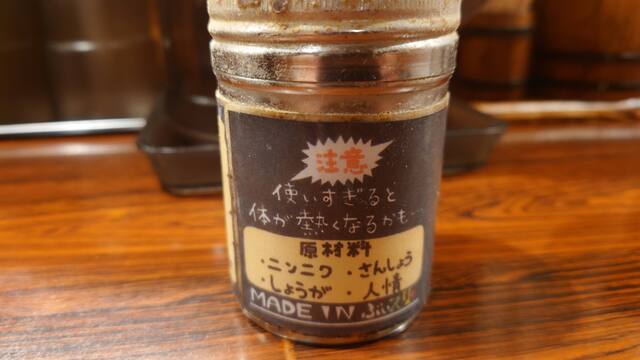 注意
使いすぎると
体が熱くなるかも…
原材料
・ニンニク ・さんしょう
・しょうが ・人情
MADE IN